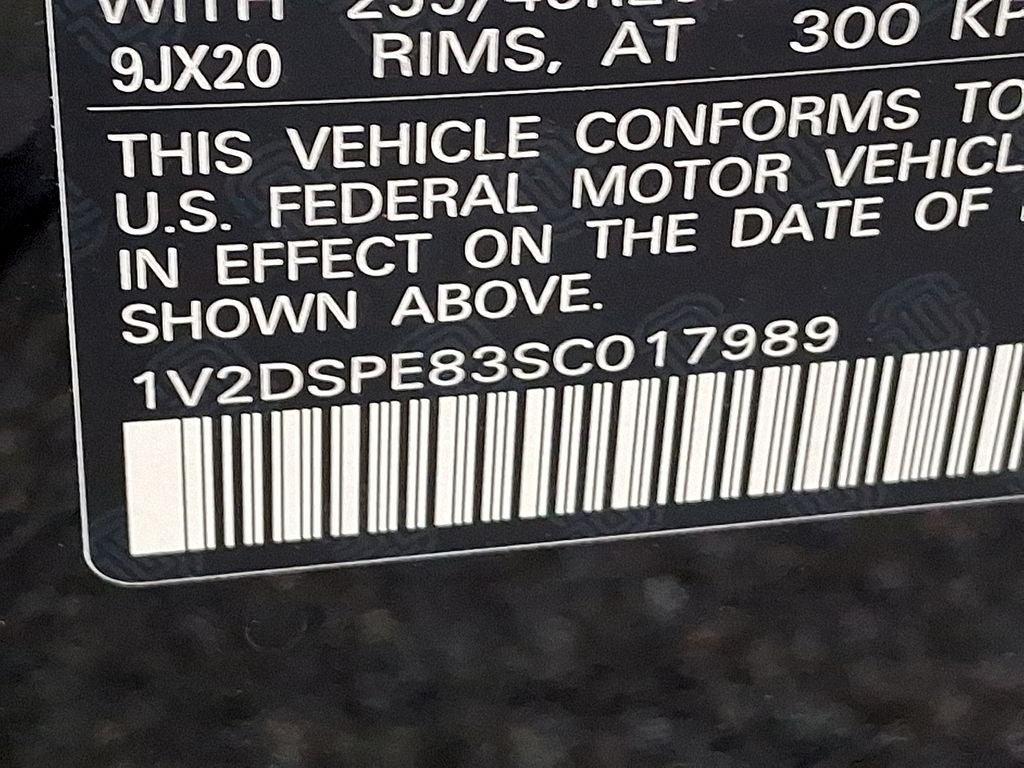 WITH
9JX20 RIMS, AT 300
THIS VEHICLE CONFORMS TO
U.S. FEDERAL MOTOR
IN EFFECT ON THE DATE OF
SHOWN ABOVE.
1V2DSPE83SC017989